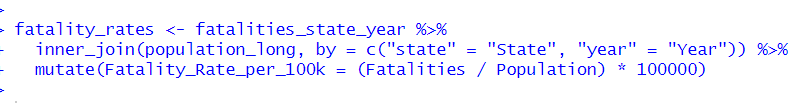 >
> fatality_rates <- fatalities_state_year %>%
-   inner_join(population_long, by = c("state" = "State", "year" = "Year")) %>%
-   mutate(Fatality_Rate_per_100k = (Fatalities / Population) * 100000)
>